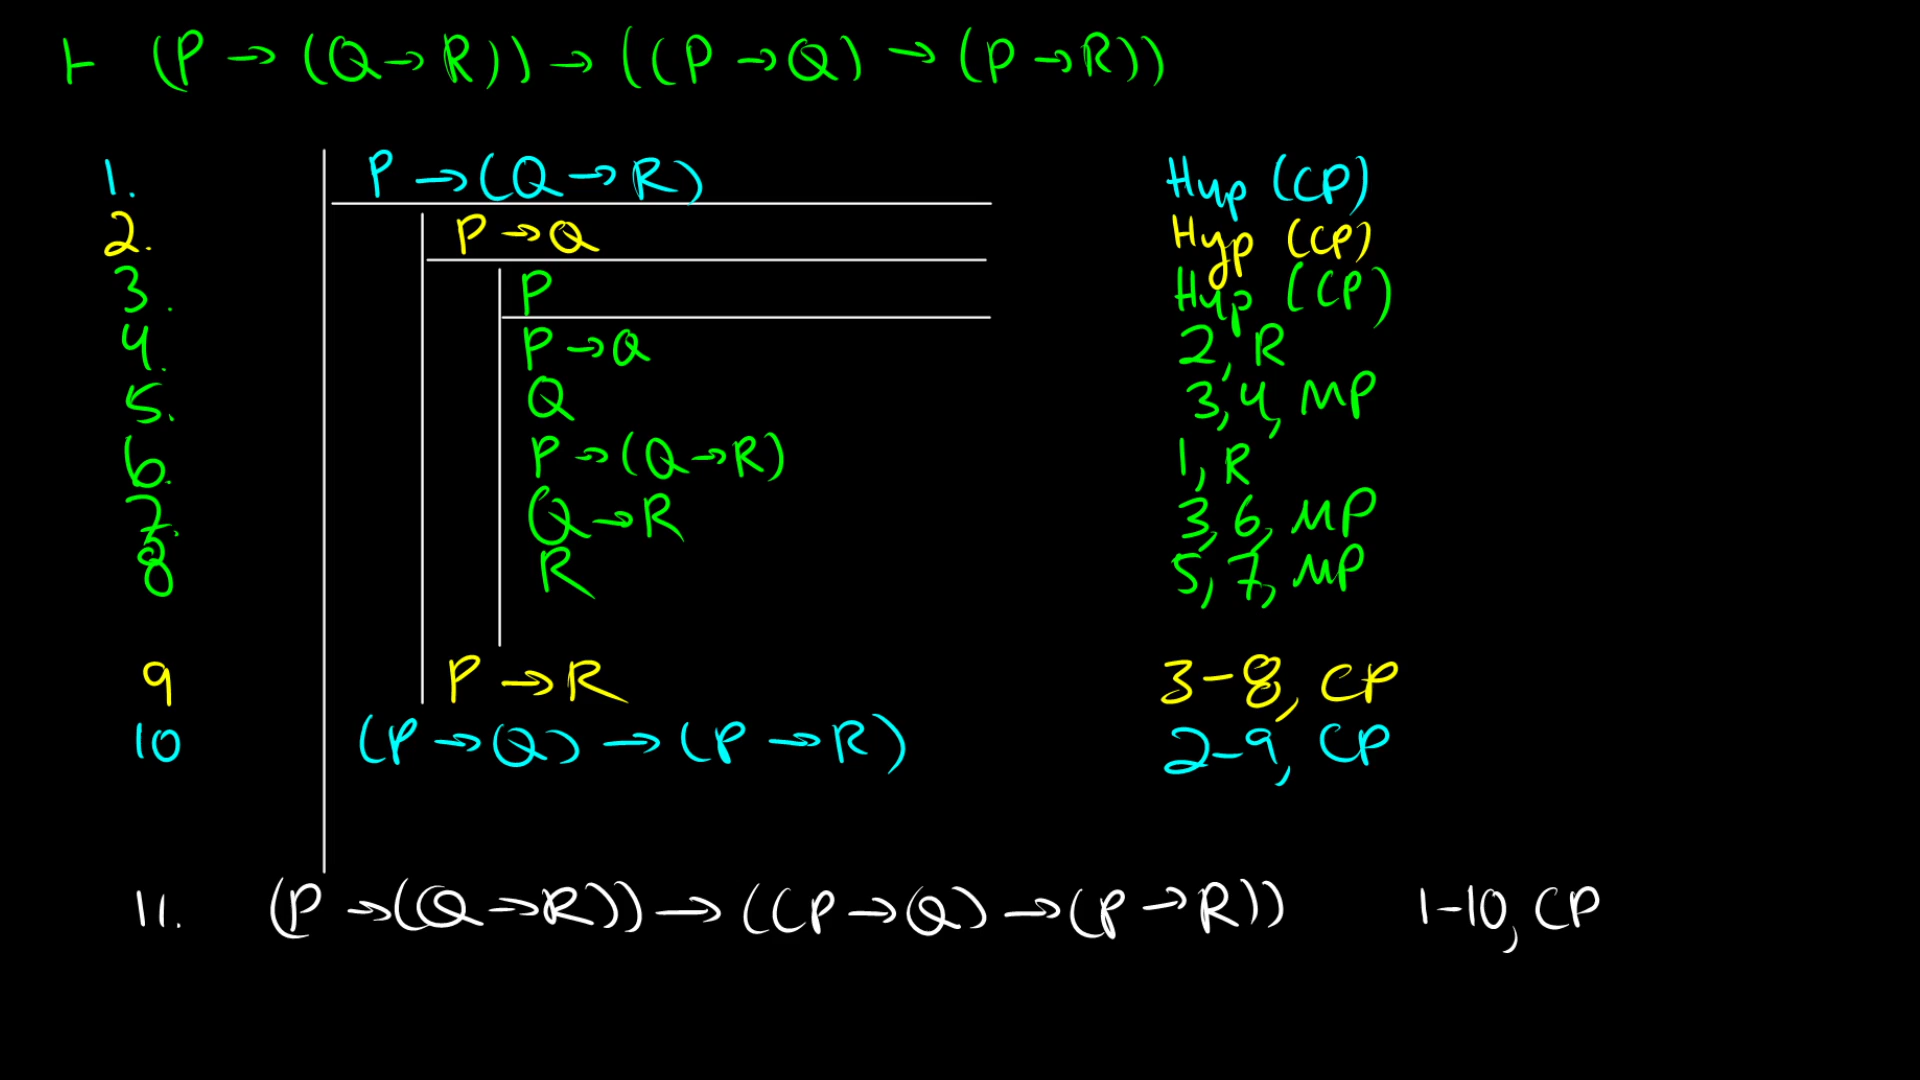 ⊢ (P → (Q → R)) → ((P → Q) → (P → R))
1. P → (Q → R) Hyp (CP)
2. P → Q Hyp (CP)
3. P Hyp (CP)
4. P → Q 2, R
5. Q 3, 4, MP
6. P → (Q → R) 1, R
7. Q → R 3, 6, MP
8 R 5, 7, MP
9 P → R 3-8, CP
10 (P → Q) → (P → R) 2-9, CP
11. (P → (Q → R)) → ((P → Q) → (P → R)) 1-10, CP